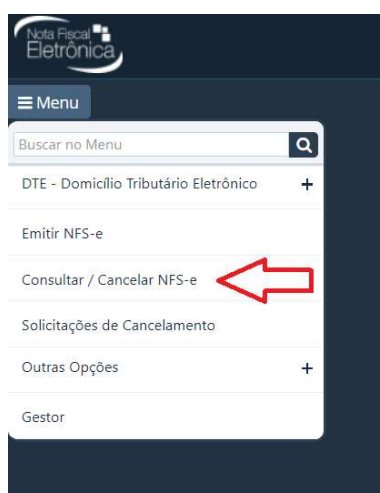 Nota Fiscal
Eletrônica
Menu
Buscar no Menu
DTE - Domicílio Tributário Eletrônico +
Emitir NFS-e
Consultar / Cancelar NFS-e
Solicitações de Cancelamento
Outras Opções +
Gestor